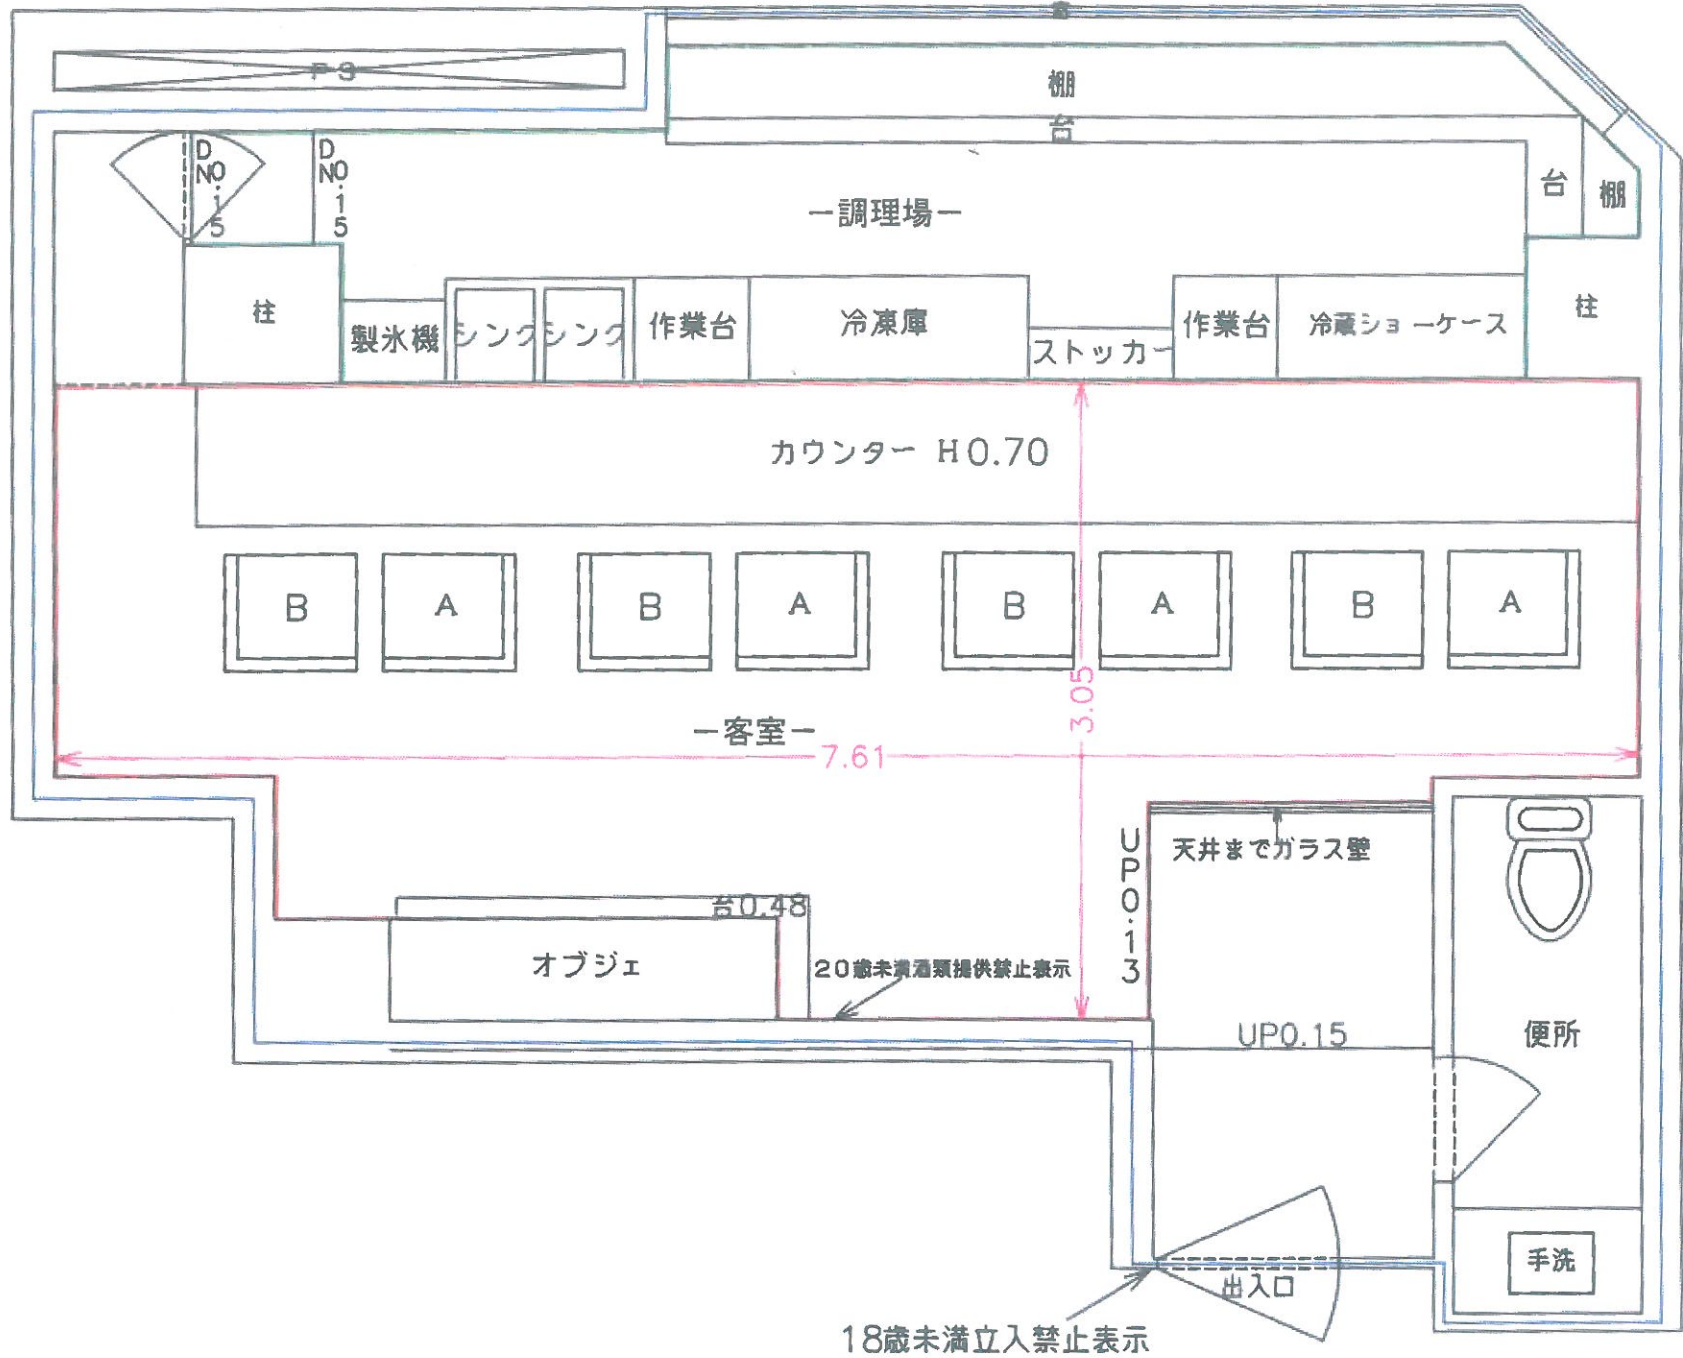 PS
棚
台
DN0.15
DN0.15
台
棚
ー調理場ー
柱
製氷機
シンク
シンク
作業台
冷凍庫
ストッカー
作業台
冷蔵ショーケース
柱
カウンター H0.70
B
A
B
A
B
A
B
A
3.05
ー客室ー
7.61
UP0.13
天井までガラス壁
台0.48
オブジェ
20歳未満酒類提供禁止表示
UP0.15
便所
手洗
出入口
18歳未満立入禁止表示